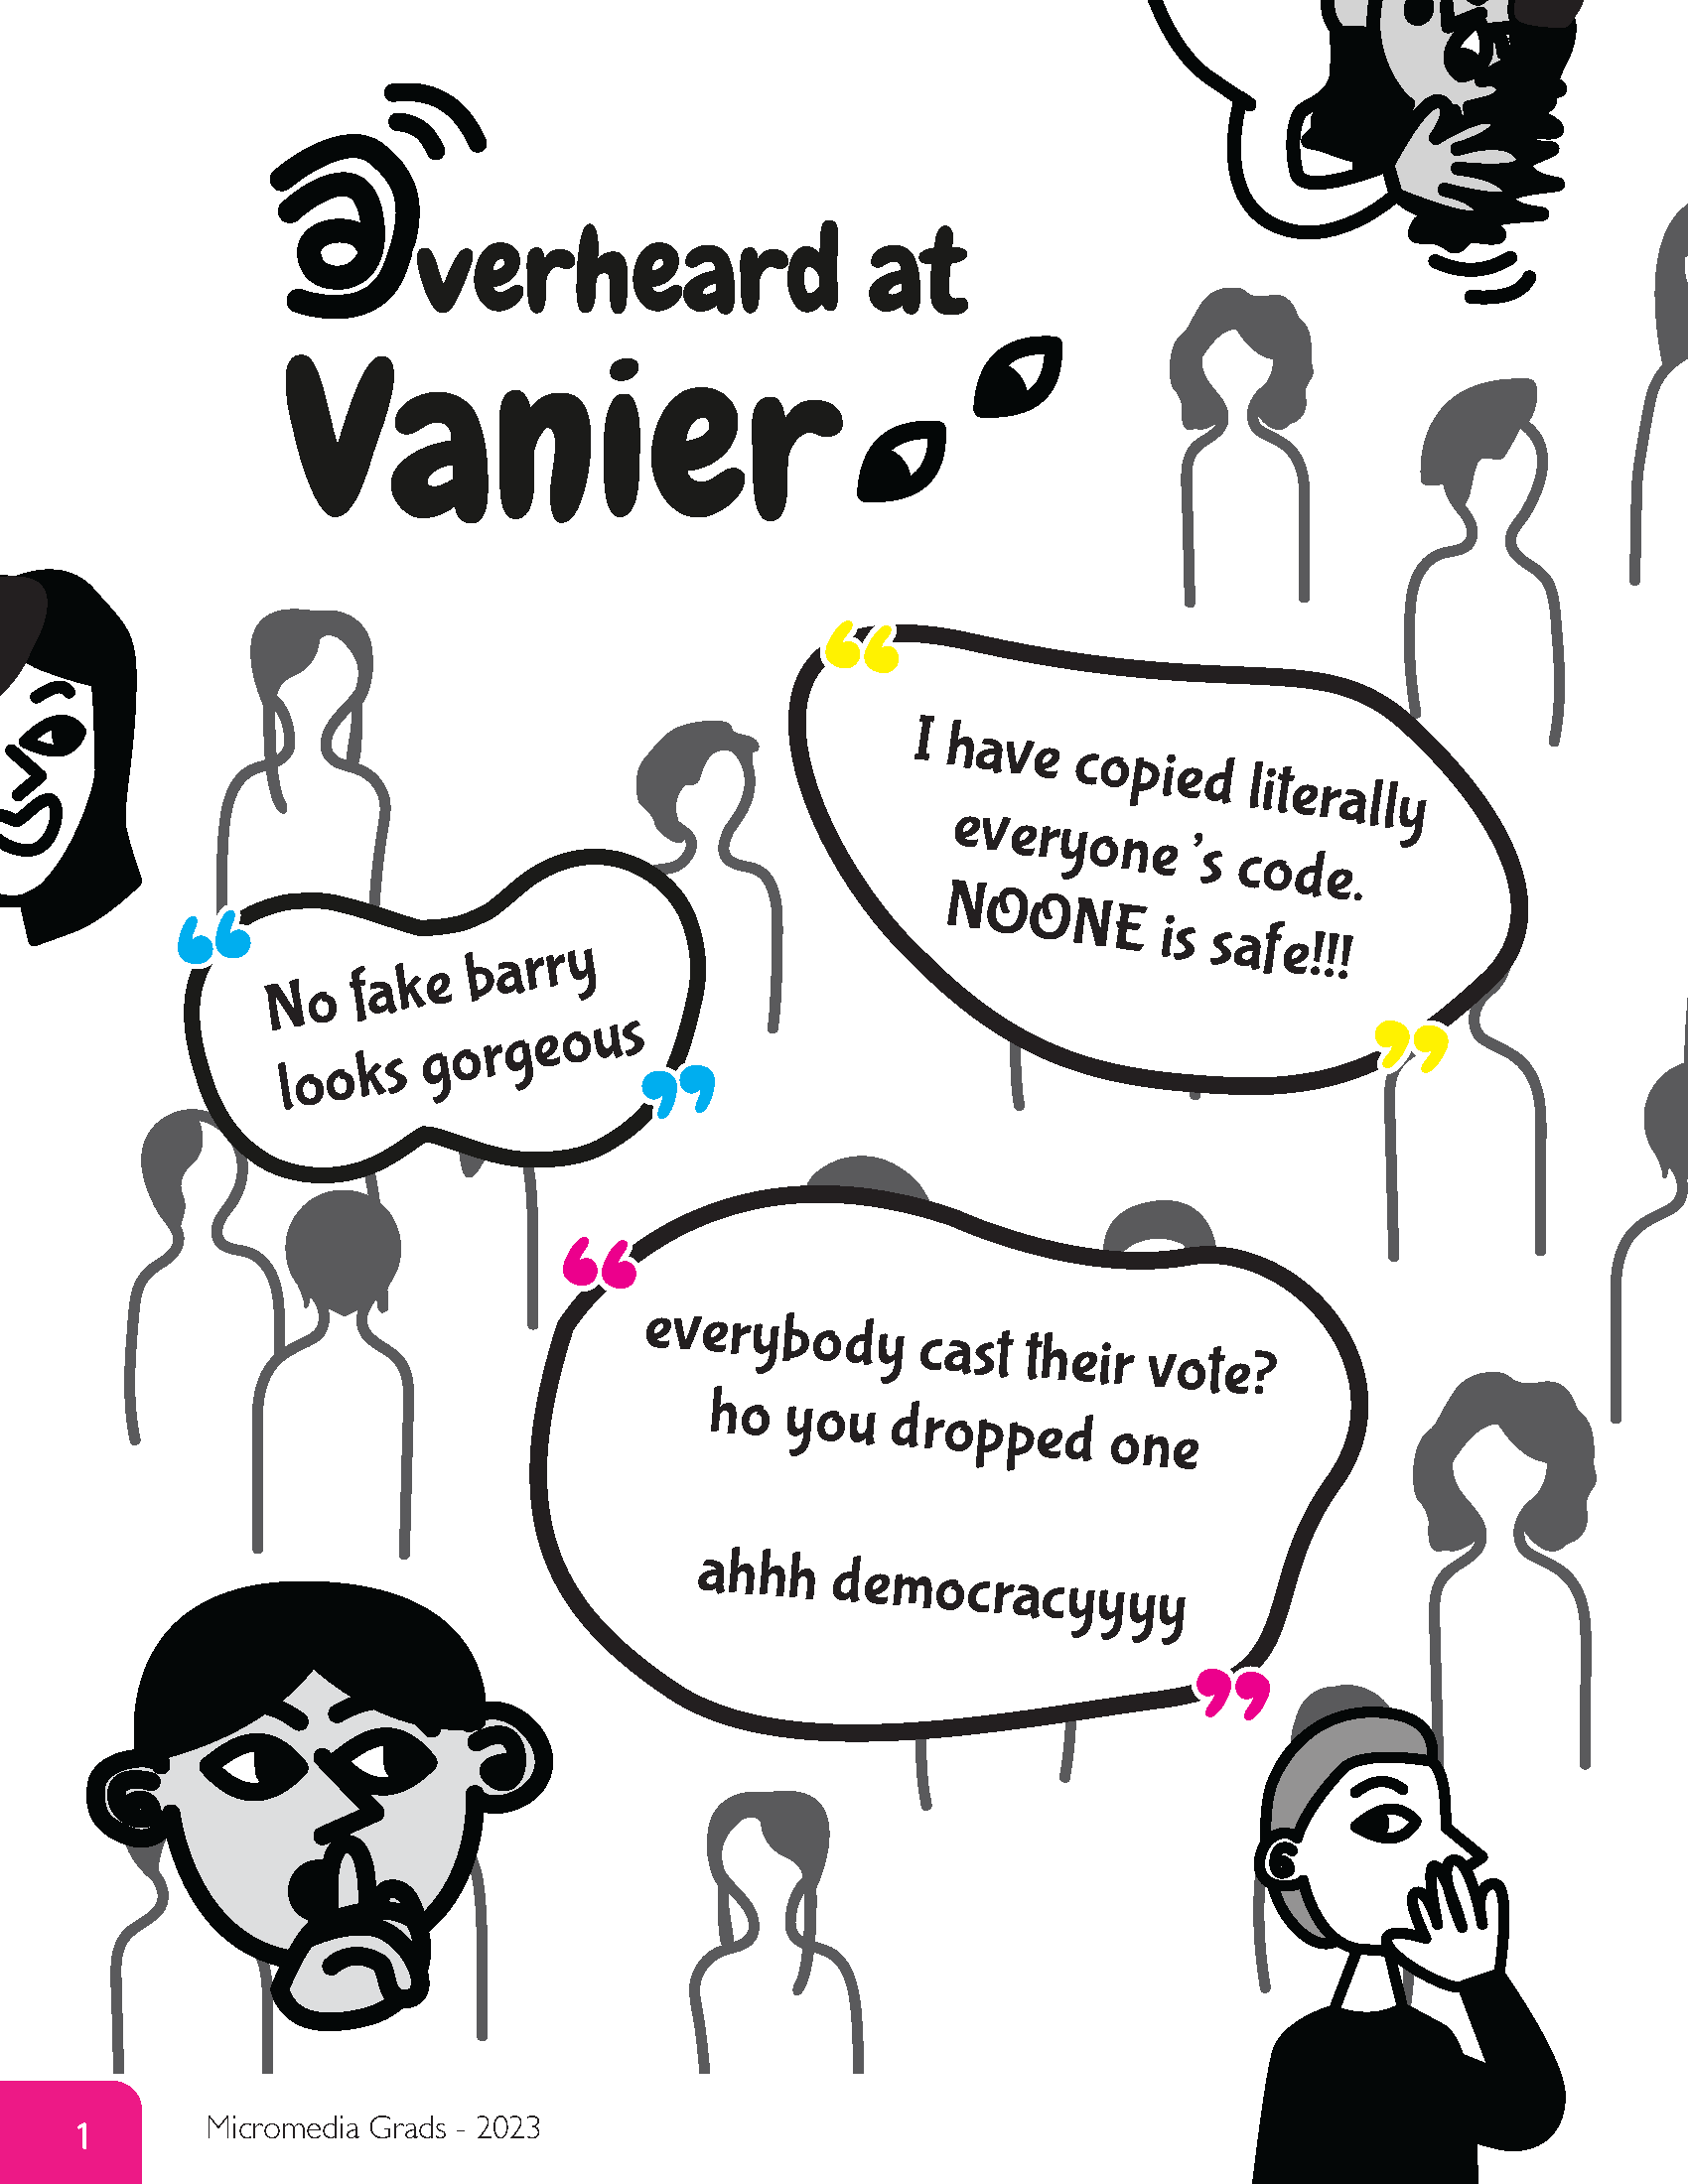 overheard at
Vanier
“I have copied literally
everyone's code.
NOONE is safe!!!”
“No fake barry
looks gorgeous”
“everybody cast their vote?
ho you dropped one
ahhh democracyyyy”
1
Micromedia Grads - 2023